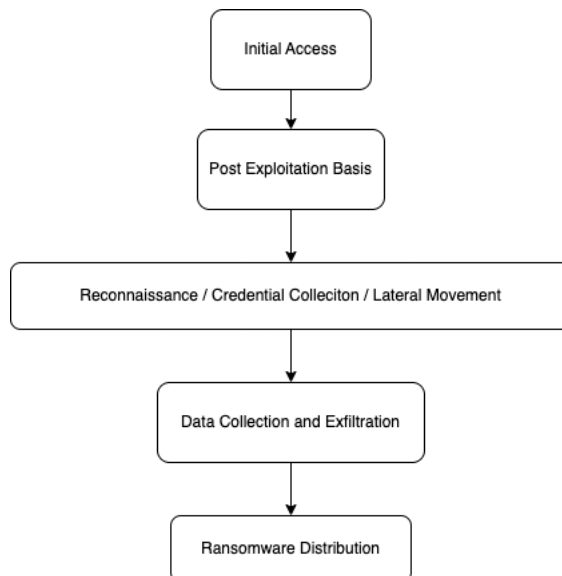 Initial Access
Post Exploitation Basis
Reconnaissance / Credential Colleciton / Lateral Movement
Data Collection and Exfiltration
Ransomware Distribution